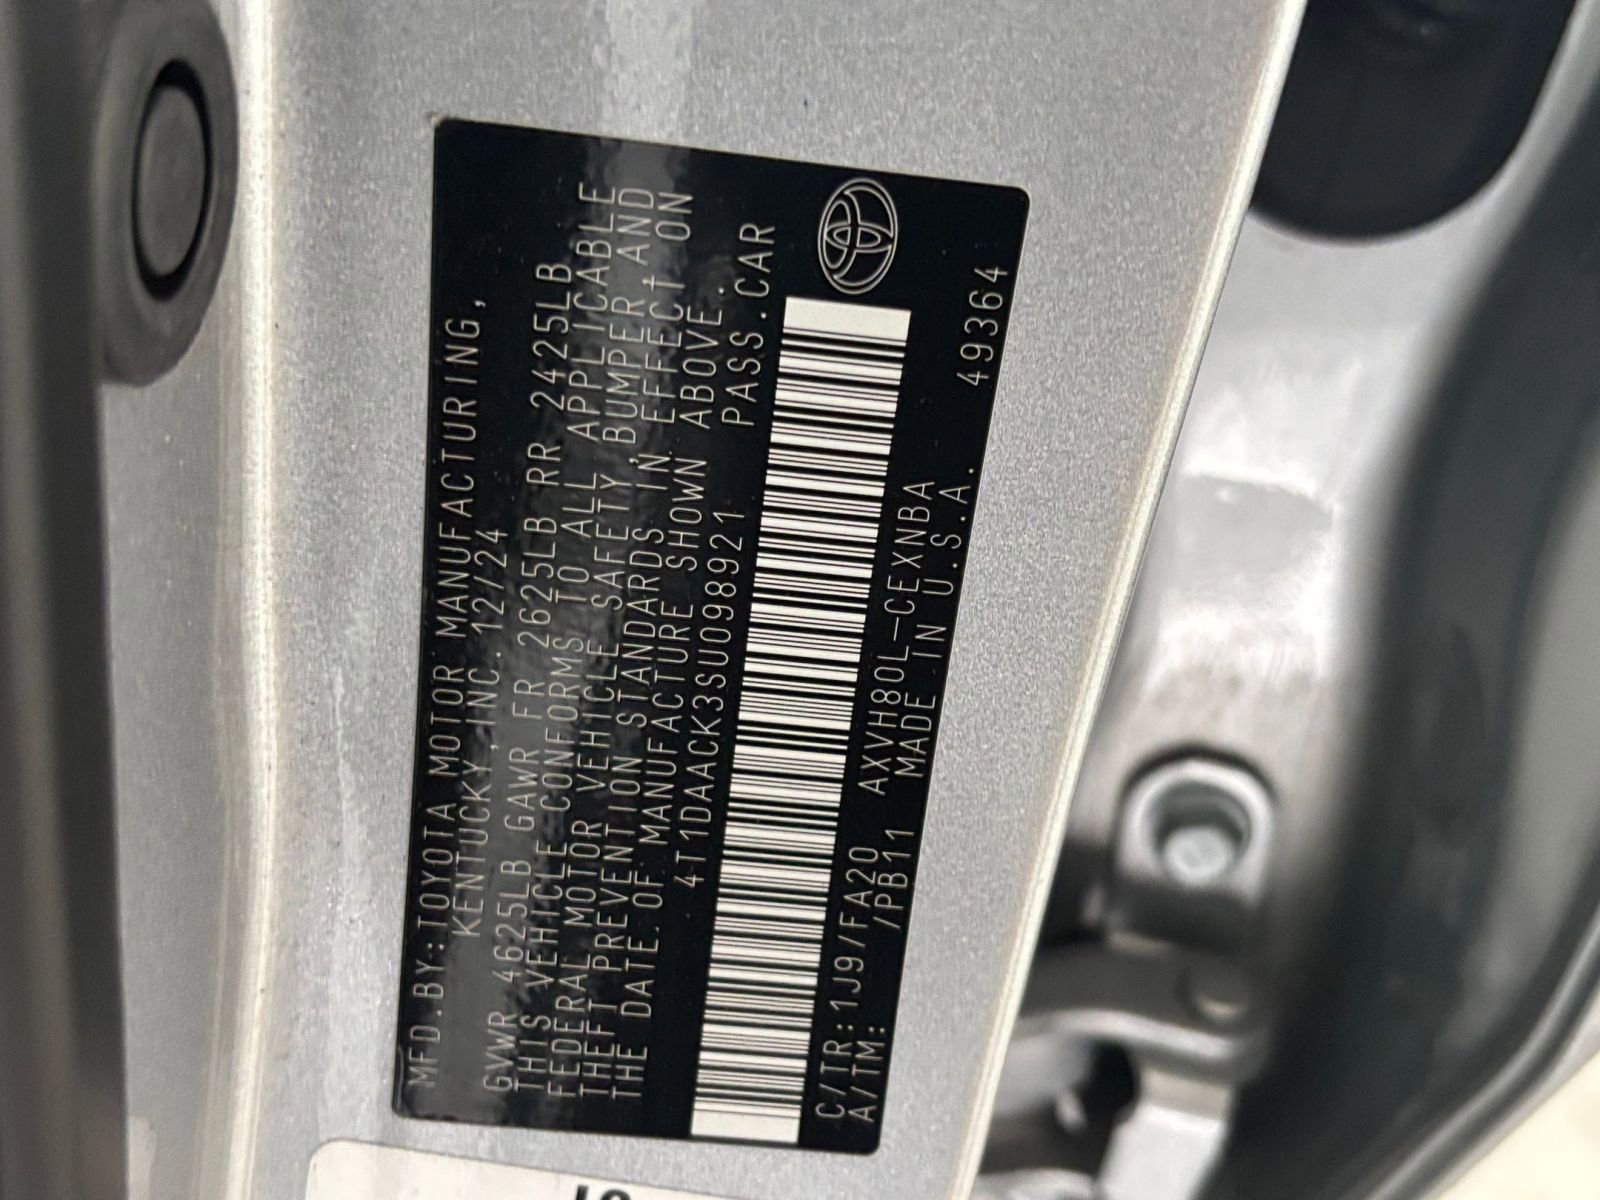 MFD.BY:TOYOTA MOTOR MANUFACTURING,
KENTUCKY,INC.12/24
GVWR 4625LB GAWR FR 2625LB RR 2425LB
THIS VEHICLE CONFORMS TO ALL APPLICABLE
FEDERAL MOTOR VEHICLE SAFETY,BUMPER,AND
THEFT PREVENTION STANDARDS IN EFFECT ON
THE DATE OF MANUFACTURE SHOWN ABOVE.
4T1DAACK3SU098921 PASS.CAR
C/TR:1J9/FA20 AXVH80L-CEXNBA
A/TM: /PB11 MADE IN U.S.A. 49364